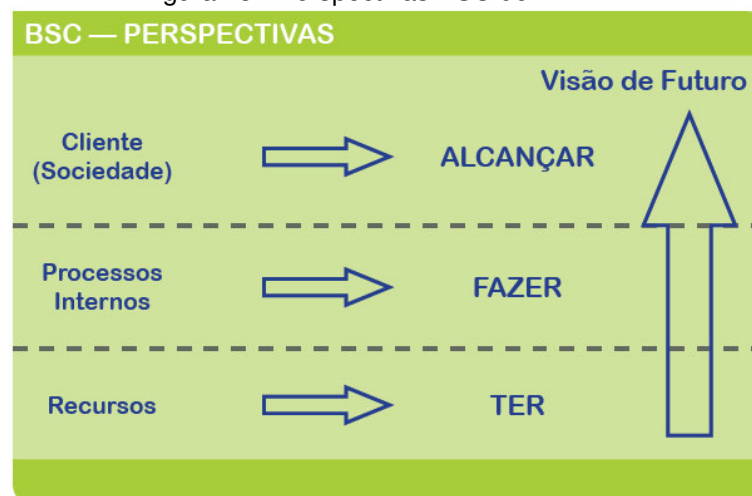 BSC — PERSPECTIVAS
Visão de Futuro
Cliente
(Sociedade)
ALCANÇAR
Processos
Internos
FAZER
Recursos
TER